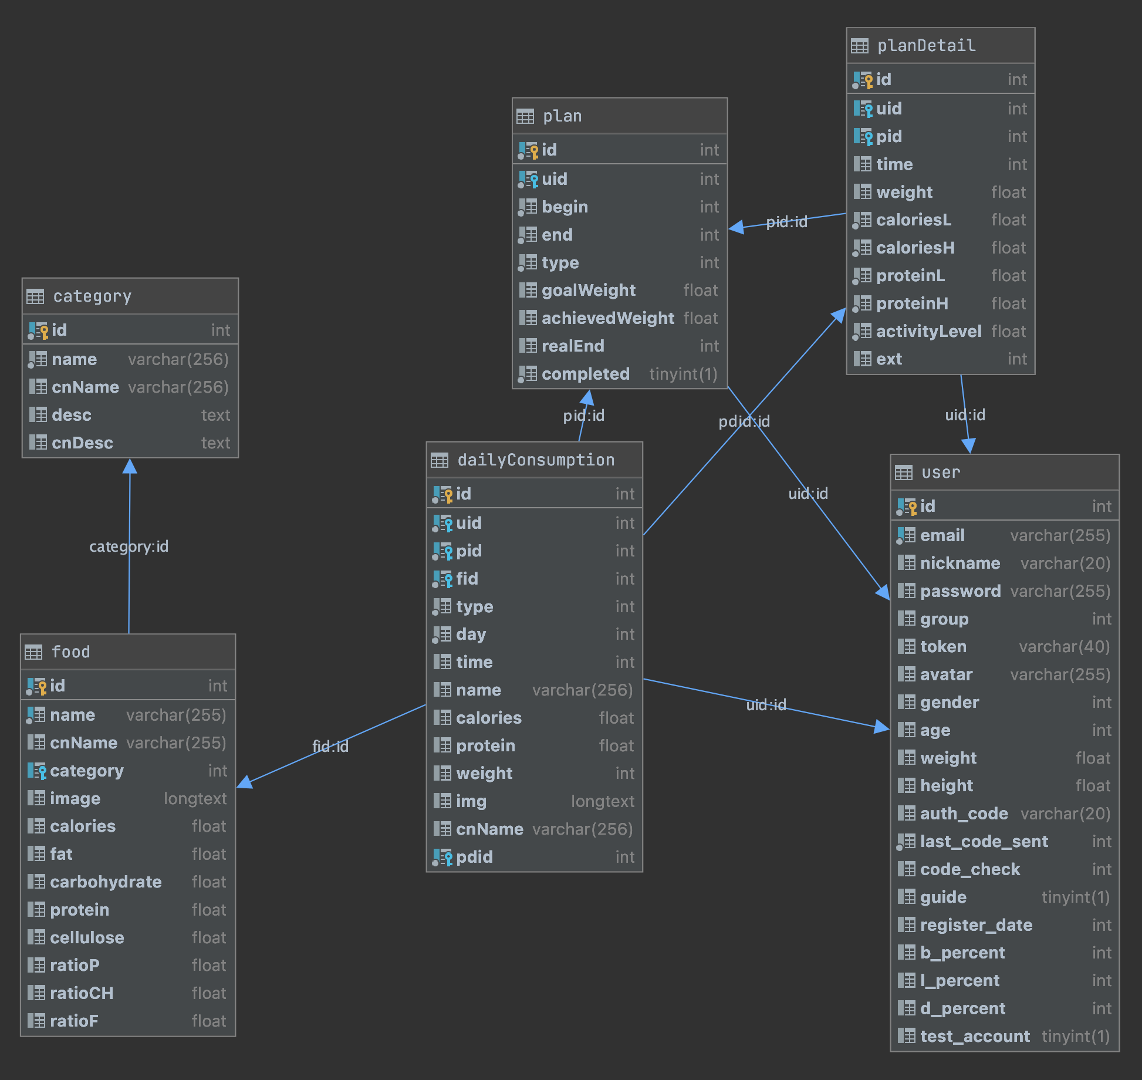 planDetail
id int
uid int
pid int
time int
weight float
caloriesL float
caloriesH float
proteinL float
proteinH float
activityLevel float
ext int
plan
id int
uid int
begin int
end int
type int
goalWeight float
achievedWeight float
realEnd int
completed tinyint(1)
pid:id
category
id int
name varchar(256)
cnName varchar(256)
desc text
cnDesc text
pid:id
pdid:id
uid:id
uid:id
dailyConsumption
id int
uid int
pid int
fid int
type int
day int
time int
name varchar(256)
calories float
protein float
weight int
img longtext
cnName varchar(256)
pdid int
user
id int
email varchar(255)
nickname varchar(20)
password varchar(255)
group int
token varchar(40)
avatar varchar(255)
gender int
age int
weight float
height float
auth_code varchar(20)
last_code_sent int
code_check int
guide tinyint(1)
register_date int
b_percent int
l_percent int
d_percent int
test_account tinyint(1)
category:id
uid:id
fid:id
food
id int
name varchar(255)
cnName varchar(255)
category int
image longtext
calories float
fat float
carbohydrate float
protein float
cellulose float
ratioP float
ratioCH float
ratioF float